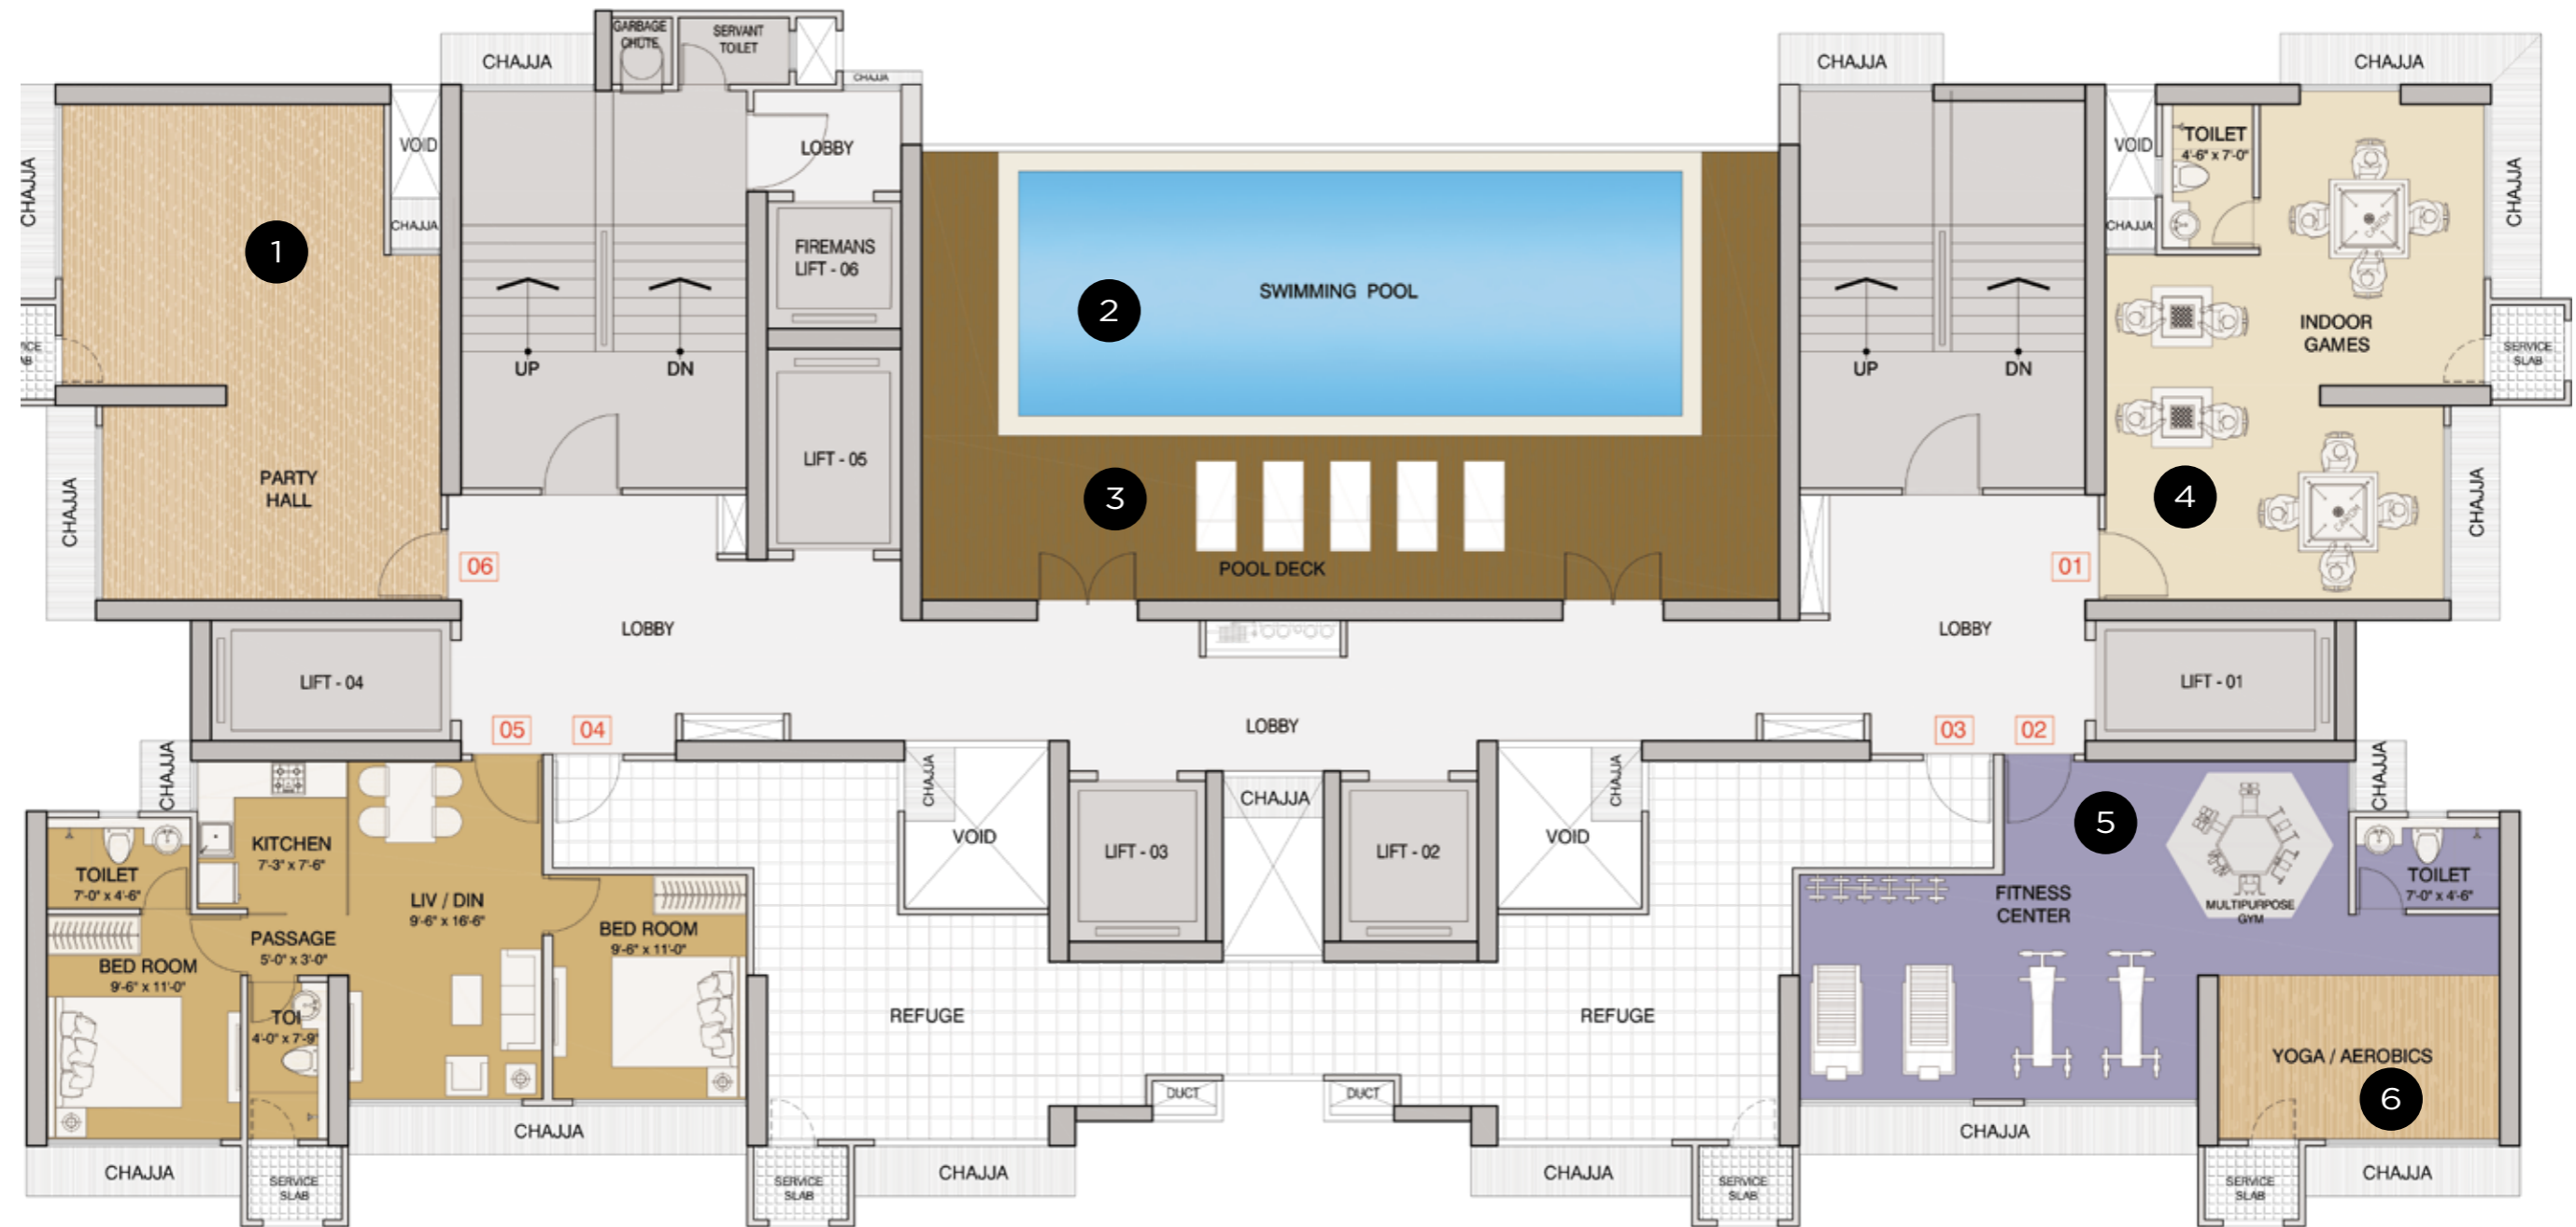 GARBAGE
CHUTE
SERVANT
TOILET
CHAJJA
CHAJJA
CHAJJA
CHAJJA
CHAJJA
VOID
CHAJJA
LOBBY
1
FIREMANS
LIFT - 06
UP
DN
LIFT - 05
PARTY
HALL
CHAJJA
06
SWIMMING POOL
2
3
POOL DECK
UP
DN
VOID
CHAJJA
TOILET
4'-6" x 7'-0"
CAROM
CHAJJA
INDOOR
GAMES
SERVICE
SLAB
4
CAROM
CHAJJA
01
LOBBY
LOBBY
LIFT - 04
LIFT - 01
LOBBY
05
04
03
02
CHAJJA
KITCHEN
7'-3" x 7'-6"
TOILET
7'-0" x 4'-6"
LIV / DIN
9'-6" x 16'-6"
PASSAGE
5'-0" x 3'-0"
BED ROOM
9'-6" x 11'-0"
BED ROOM
9'-6" x 11'-0"
TOI
4'-0" x 7'-9"
CHAJJA
VOID
LIFT - 03
CHAJJA
LIFT - 02
VOID
CHAJJA
REFUGE
REFUGE
DUCT
DUCT
5
FITNESS
CENTER
MULTIPURPOSE
GYM
CHAJJA
TOILET
7'-0" x 4'-6"
YOGA / AEROBICS
6
CHAJJA
CHAJJA
CHAJJA
SERVICE
SLAB
SERVICE
SLAB
CHAJJA
CHAJJA
SERVICE
SLAB
SERVICE
SLAB
CHAJJA